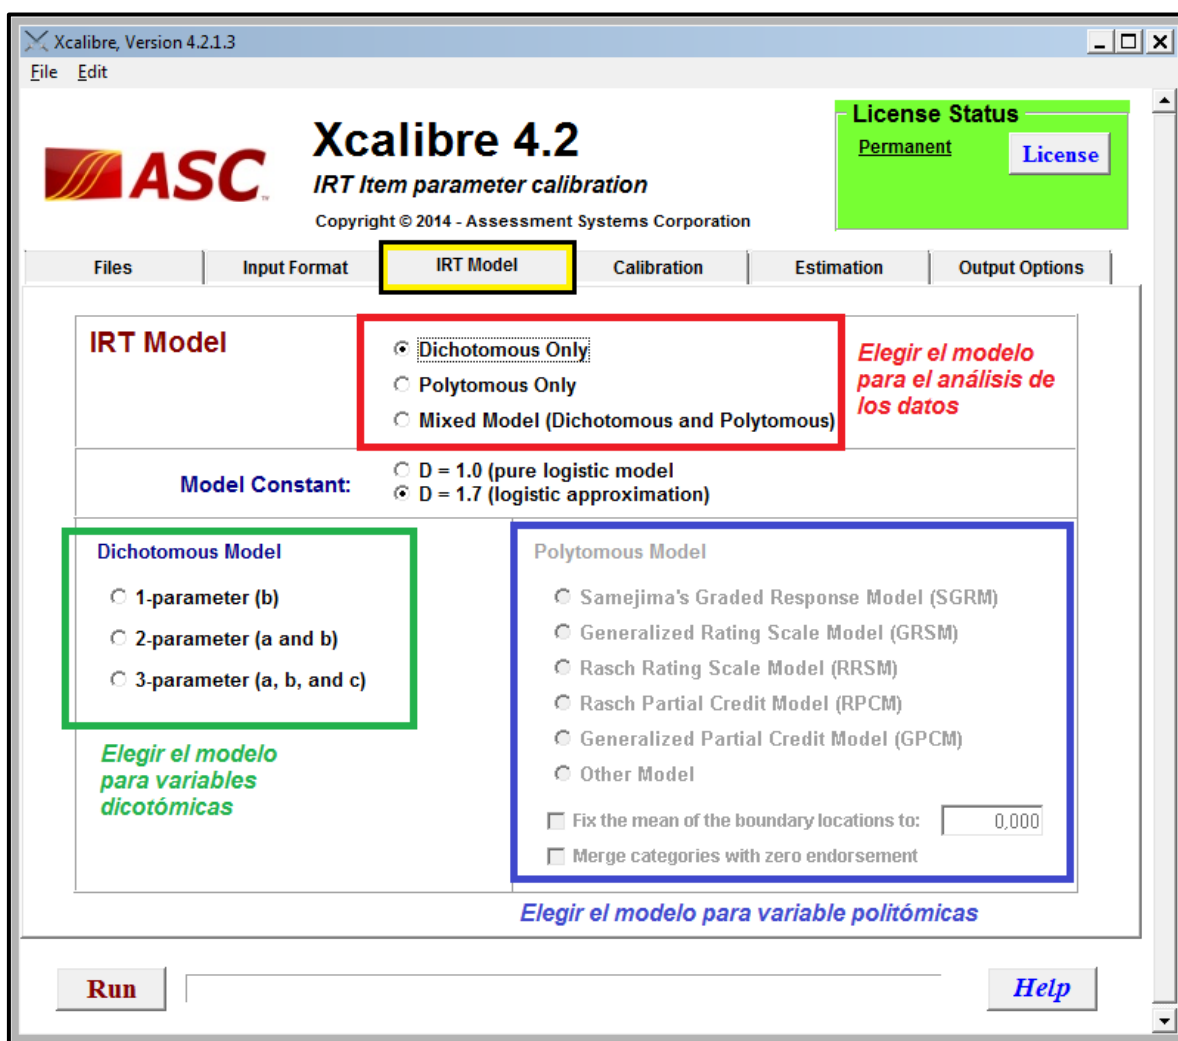 Xcalibre, Version 4.2.1.3
File Edit
ASC
Xcalibre 4.2
IRT Item parameter calibration
Copyright © 2014 - Assessment Systems Corporation
License Status
Permanent
License
Files
Input Format
IRT Model
Calibration
Estimation
Output Options
IRT Model
Dichotomous Only
Polytomous Only
Mixed Model (Dichotomous and Polytomous)
Elegir el modelo
para el análisis de
los datos
Model Constant:
D = 1.0 (pure logistic model
D = 1.7 (logistic approximation)
Dichotomous Model
1-parameter (b)
2-parameter (a and b)
3-parameter (a, b, and c)
Elegir el modelo
para variables
dicotómicas
Polytomous Model
Samejima's Graded Response Model (SGRM)
Generalized Rating Scale Model (GRSM)
Rasch Rating Scale Model (RRSM)
Rasch Partial Credit Model (RPCM)
Generalized Partial Credit Model (GPCM)
Other Model
Fix the mean of the boundary locations to: 0,000
Merge categories with zero endorsement
Elegir el modelo para variable politómicas
Run
Help